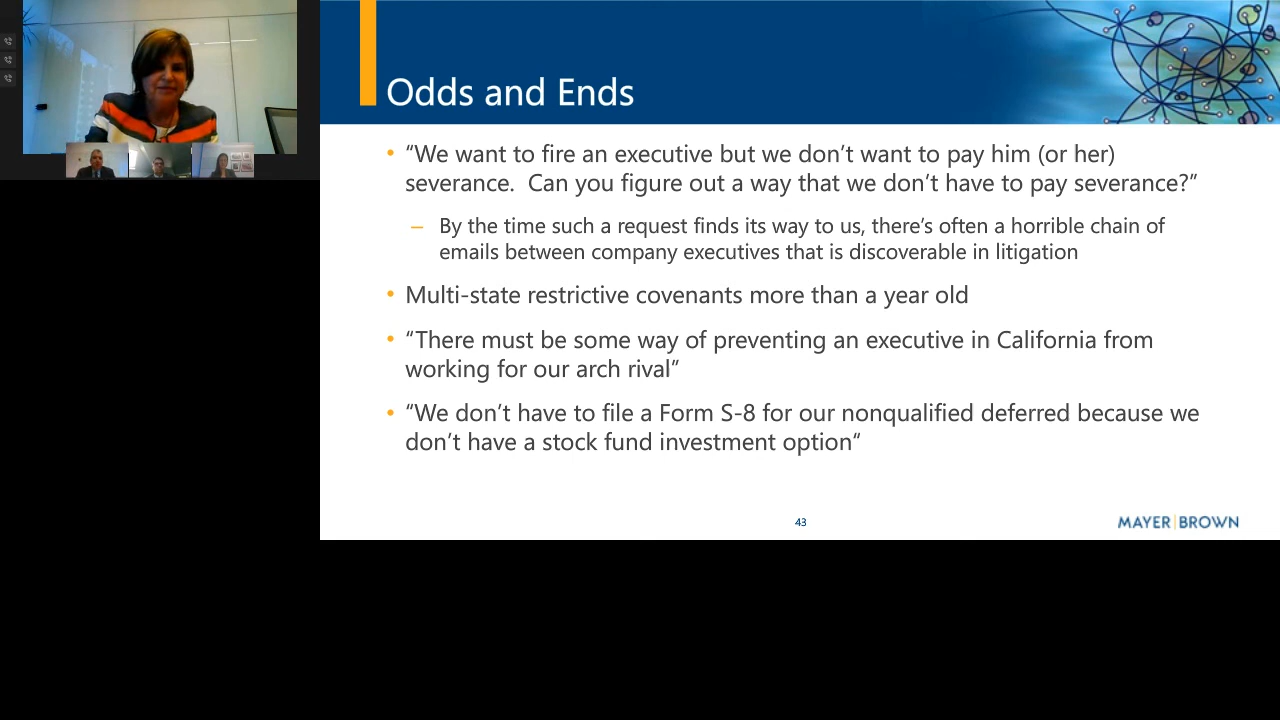 Odds and Ends
• “We want to fire an executive but we don’t want to pay him (or her)
severance.  Can you figure out a way that we don’t have to pay severance?”
– By the time such a request finds its way to us, there’s often a horrible chain of
emails between company executives that is discoverable in litigation
• Multi-state restrictive covenants more than a year old
• “There must be some way of preventing an executive in California from
working for our arch rival”
• “We don’t have to file a Form S-8 for our nonqualified deferred because we
don’t have a stock fund investment option“
43
MAYER|BROWN